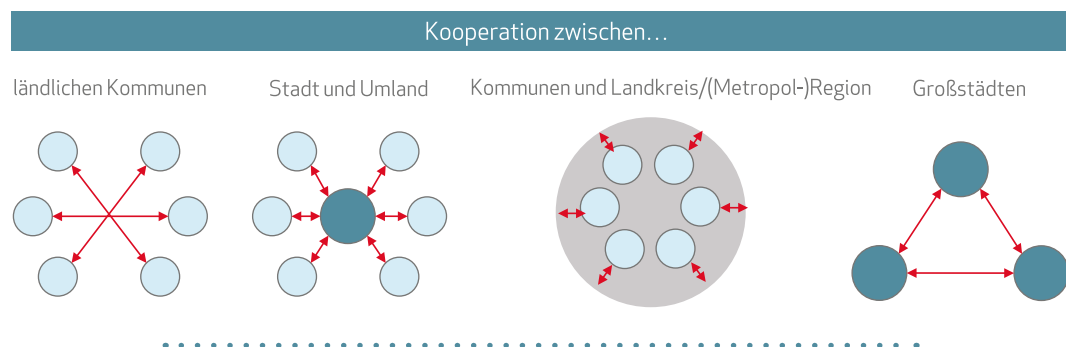 Kooperation zwischen...
ländlichen Kommunen
Stadt und Umland
Kommunen und Landkreis/(Metropol-)Region
Großstädten